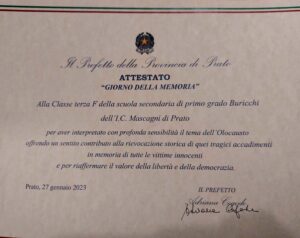 Il Prefetto della Provincia di Prato
ATTESTATO
“GIORNO DELLA MEMORIA”
Alla Classe terza F della scuola secondaria di primo grado Buricchi
dell’I.C. Mascagni di Prato
per aver interpretato con profonda sensibilità il tema dell’Olocausto
offrendo un sentito contributo alla rievocazione storica di quei tragici accadimenti
in memoria di tutte le vittime innocenti
e per riaffermare il valore della libertà e della democrazia.
Prato, 27 gennaio 2023
IL PREFETTO
Adriana